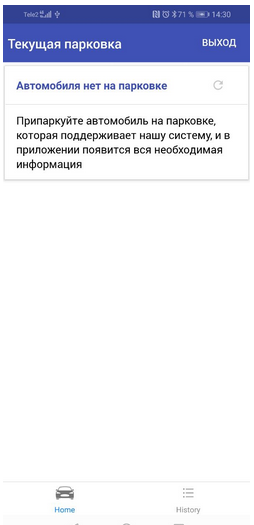 Tele2 71 % 14:30
Текущая парковка ВЫХОД
Автомобиля нет на парковке
Припаркуйте автомобиль на парковке,
которая поддерживает нашу систему, и в
приложении появится вся необходимая
информация
Home History